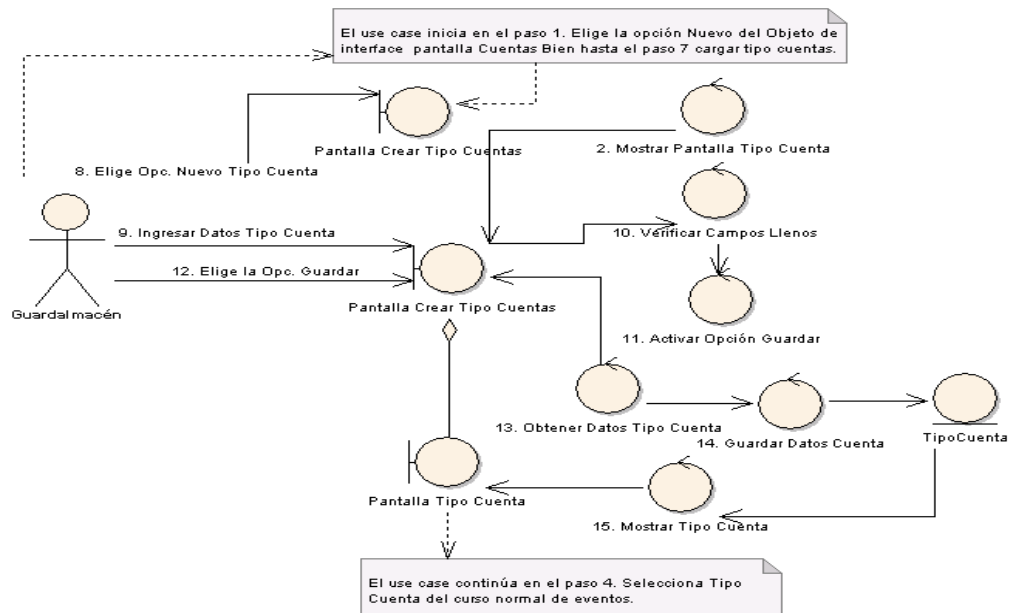 El use case inicia en el paso 1. Elige la opción Nuevo del Objeto de
interface pantalla Cuentas Bien hasta el paso 7 cargar tipo cuentas.
Pantalla Crear Tipo Cuentas
2. Mostrar Pantalla Tipo Cuenta
8. Elige Opc. Nuevo Tipo Cuenta
9. Ingresar Datos Tipo Cuenta
10. Verificar Campos Llenos
12. Elige la Opc. Guardar
Guardalmacén
Pantalla Crear Tipo Cuentas
11. Activar Opción Guardar
13. Obtener Datos Tipo Cuenta
14. Guardar Datos Cuenta
TipoCuenta
Pantalla Tipo Cuenta
15. Mostrar Tipo Cuenta
El use case continúa en el paso 4. Selecciona Tipo
Cuenta del curso normal de eventos.